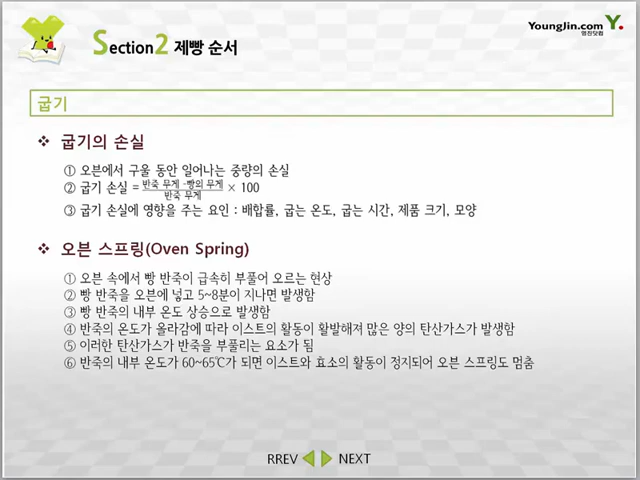 YoungJin.com Y.
영진닷컴
Section2 제빵 순서
굽기
❖ 굽기의 손실
① 오븐에서 구울 동안 일어나는 중량의 손실
② 굽기 손실 = 반죽 무게 -빵의 무게 / 반죽 무게 × 100
③ 굽기 손실에 영향을 주는 요인 : 배합률, 굽는 온도, 굽는 시간, 제품 크기, 모양
❖ 오븐 스프링(Oven Spring)
① 오븐 속에서 빵 반죽이 급속히 부풀어 오르는 현상
② 빵 반죽을 오븐에 넣고 5~8분이 지나면 발생함
③ 빵 반죽의 내부 온도 상승으로 발생함
④ 반죽의 온도가 올라감에 따라 이스트의 활동이 활발해져 많은 양의 탄산가스가 발생함
⑤ 이러한 탄산가스가 반죽을 부풀리는 요소가 됨
⑥ 반죽의 내부 온도가 60~65℃가 되면 이스트와 효소의 활동이 정지되어 오븐 스프링도 멈춤
RREV NEXT